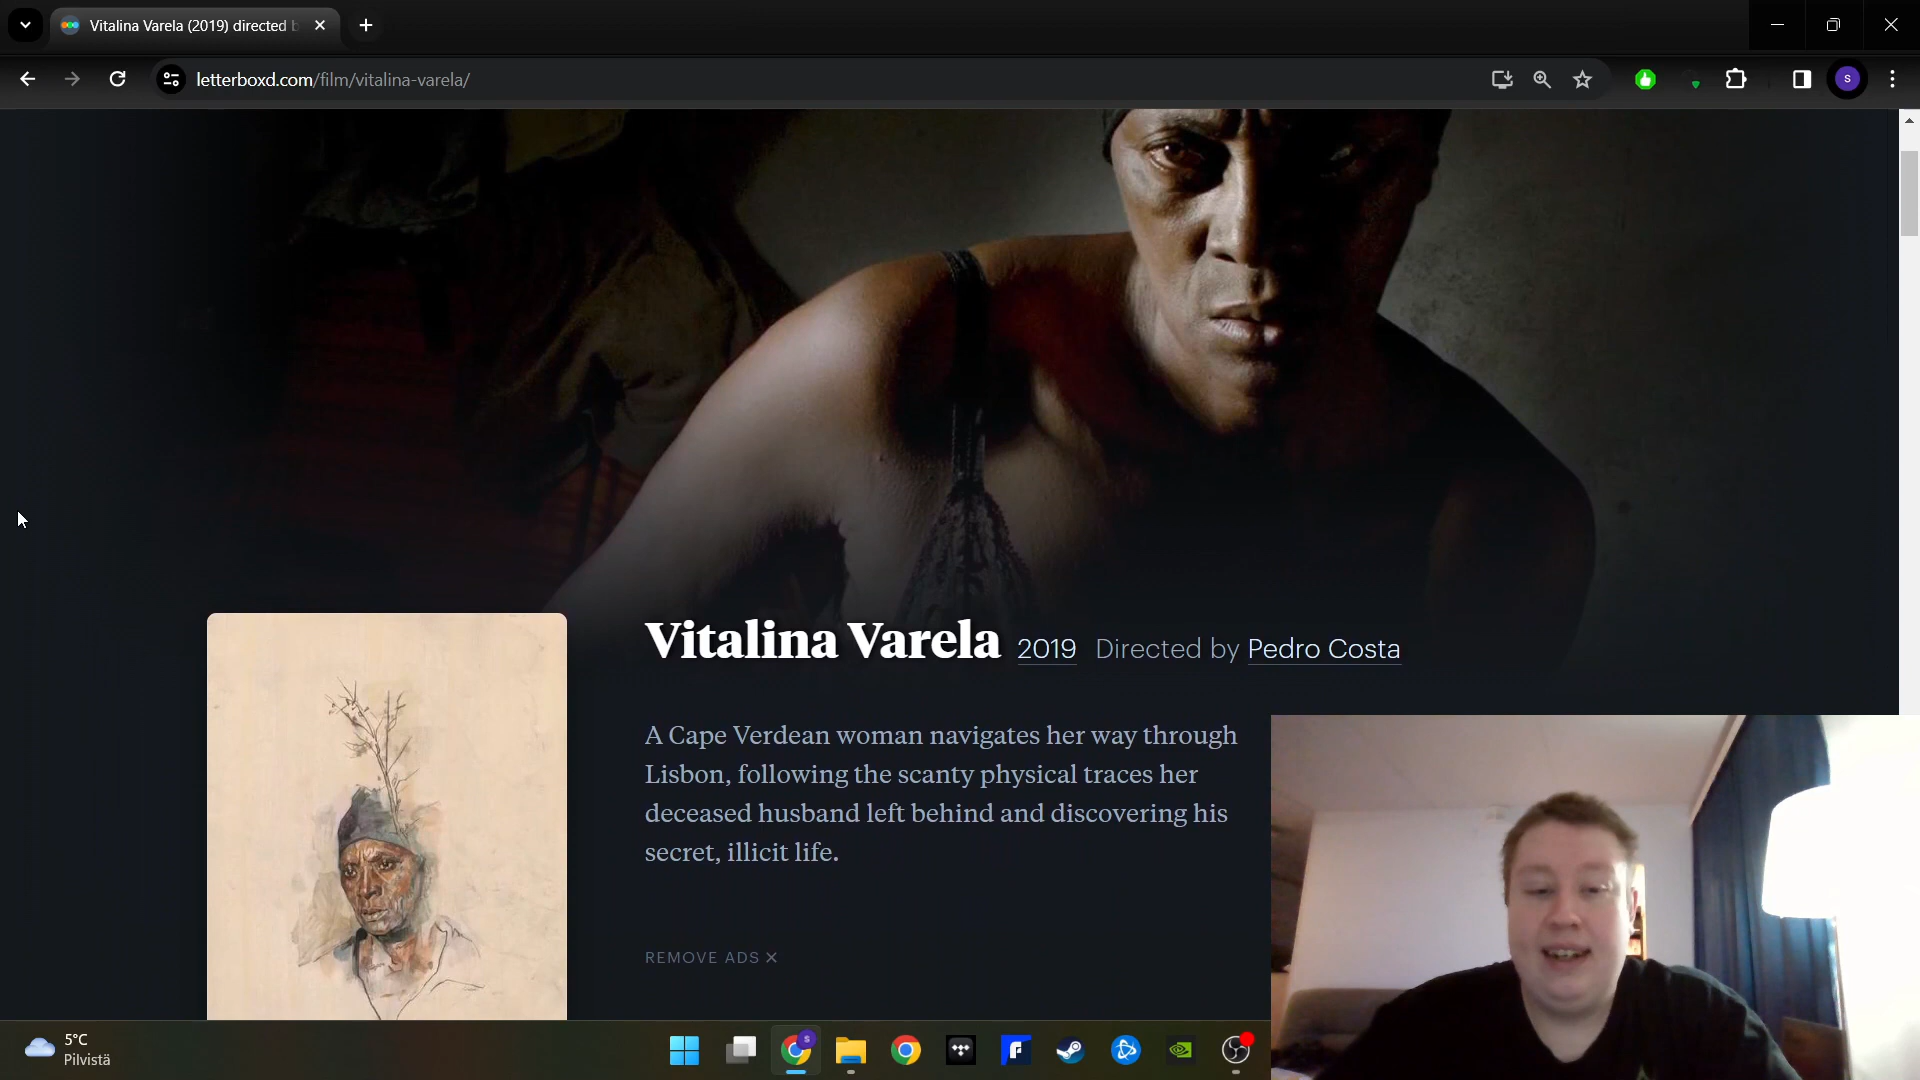 Vitalina Varela (2019) directed b
letterboxd.com/film/vitalina-varela/
S
Vitalina Varela 2019 Directed by Pedro Costa
A Cape Verdean woman navigates her way through
Lisbon, following the scanty physical traces her
deceased husband left behind and discovering his
secret, illicit life.
REMOVE ADS ×
5°C
Pilvistä
S